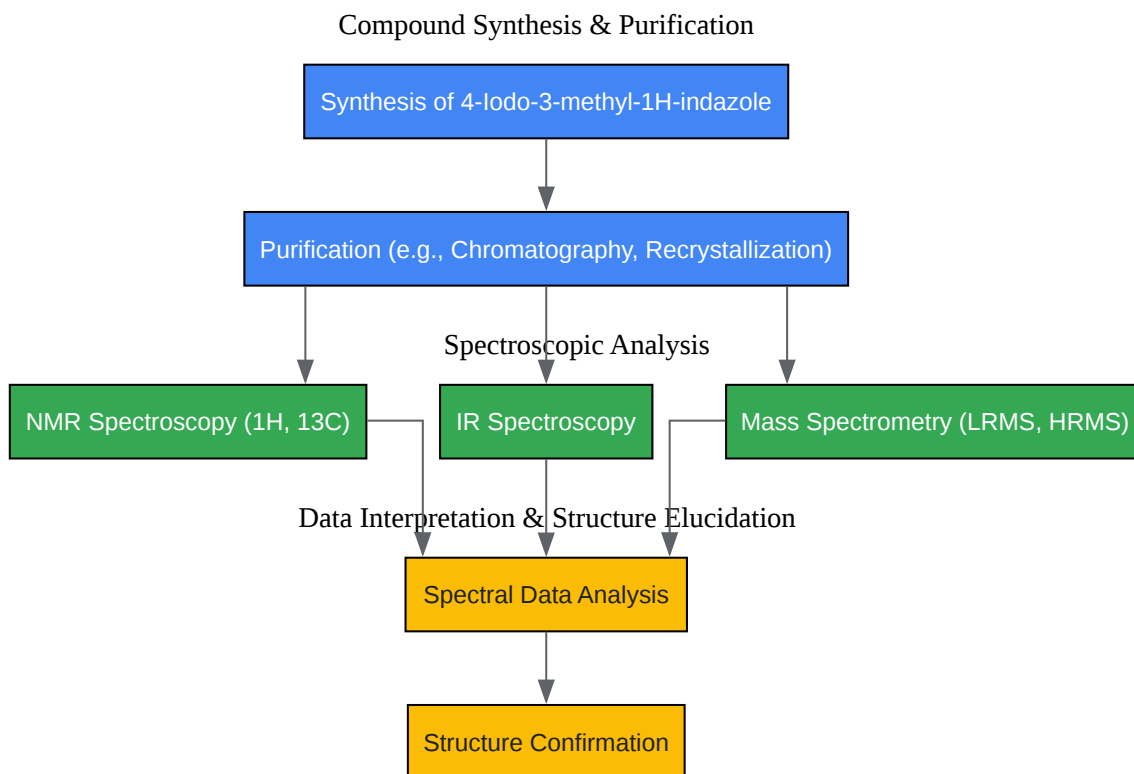 Compound Synthesis & Purification
Synthesis of 4-Iodo-3-methyl-1H-indazole
Purification (e.g., Chromatography, Recrystallization)
Spectroscopic Analysis
NMR Spectroscopy (1H, 13C)
IR Spectroscopy
Mass Spectrometry (LRMS, HRMS)
Data Interpretation & Structure Elucidation
Spectral Data Analysis
Structure Confirmation